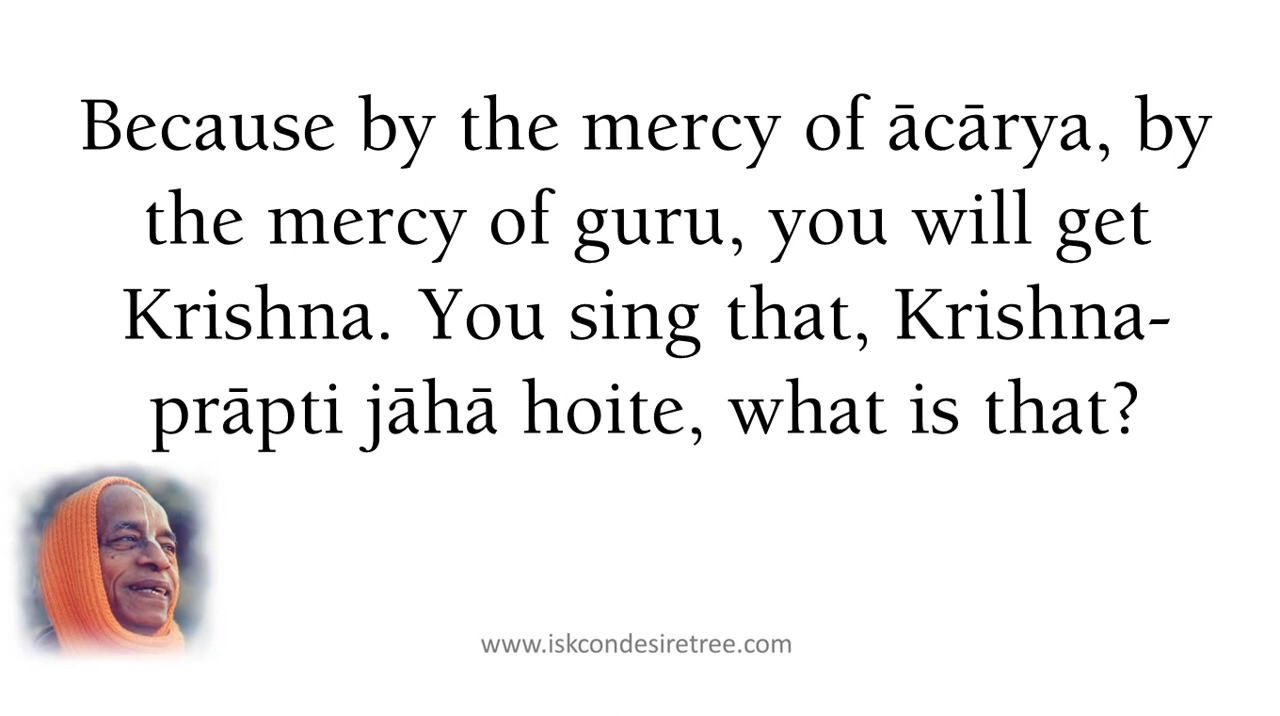 Because by the mercy of ācārya, by
the mercy of guru, you will get
Krishna. You sing that, Krishna-
prāpti jāhā hoite, what is that?
www.iskcondesiretree.com